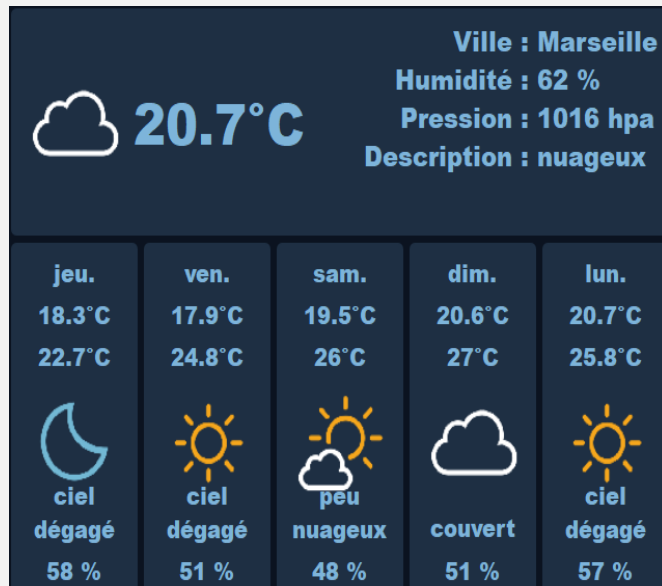 Ville : Marseille
Humidité : 62 %
20.7°C
Pression : 1016 hpa
Description : nuageux
jeu.
18.3°C
22.7°C
ciel
dégagé
58 %
ven.
17.9°C
24.8°C
ciel
dégagé
51 %
sam.
19.5°C
26°C
peu
nuageux
48 %
dim.
20.6°C
27°C
couvert
51 %
lun.
20.7°C
25.8°C
ciel
dégagé
57 %